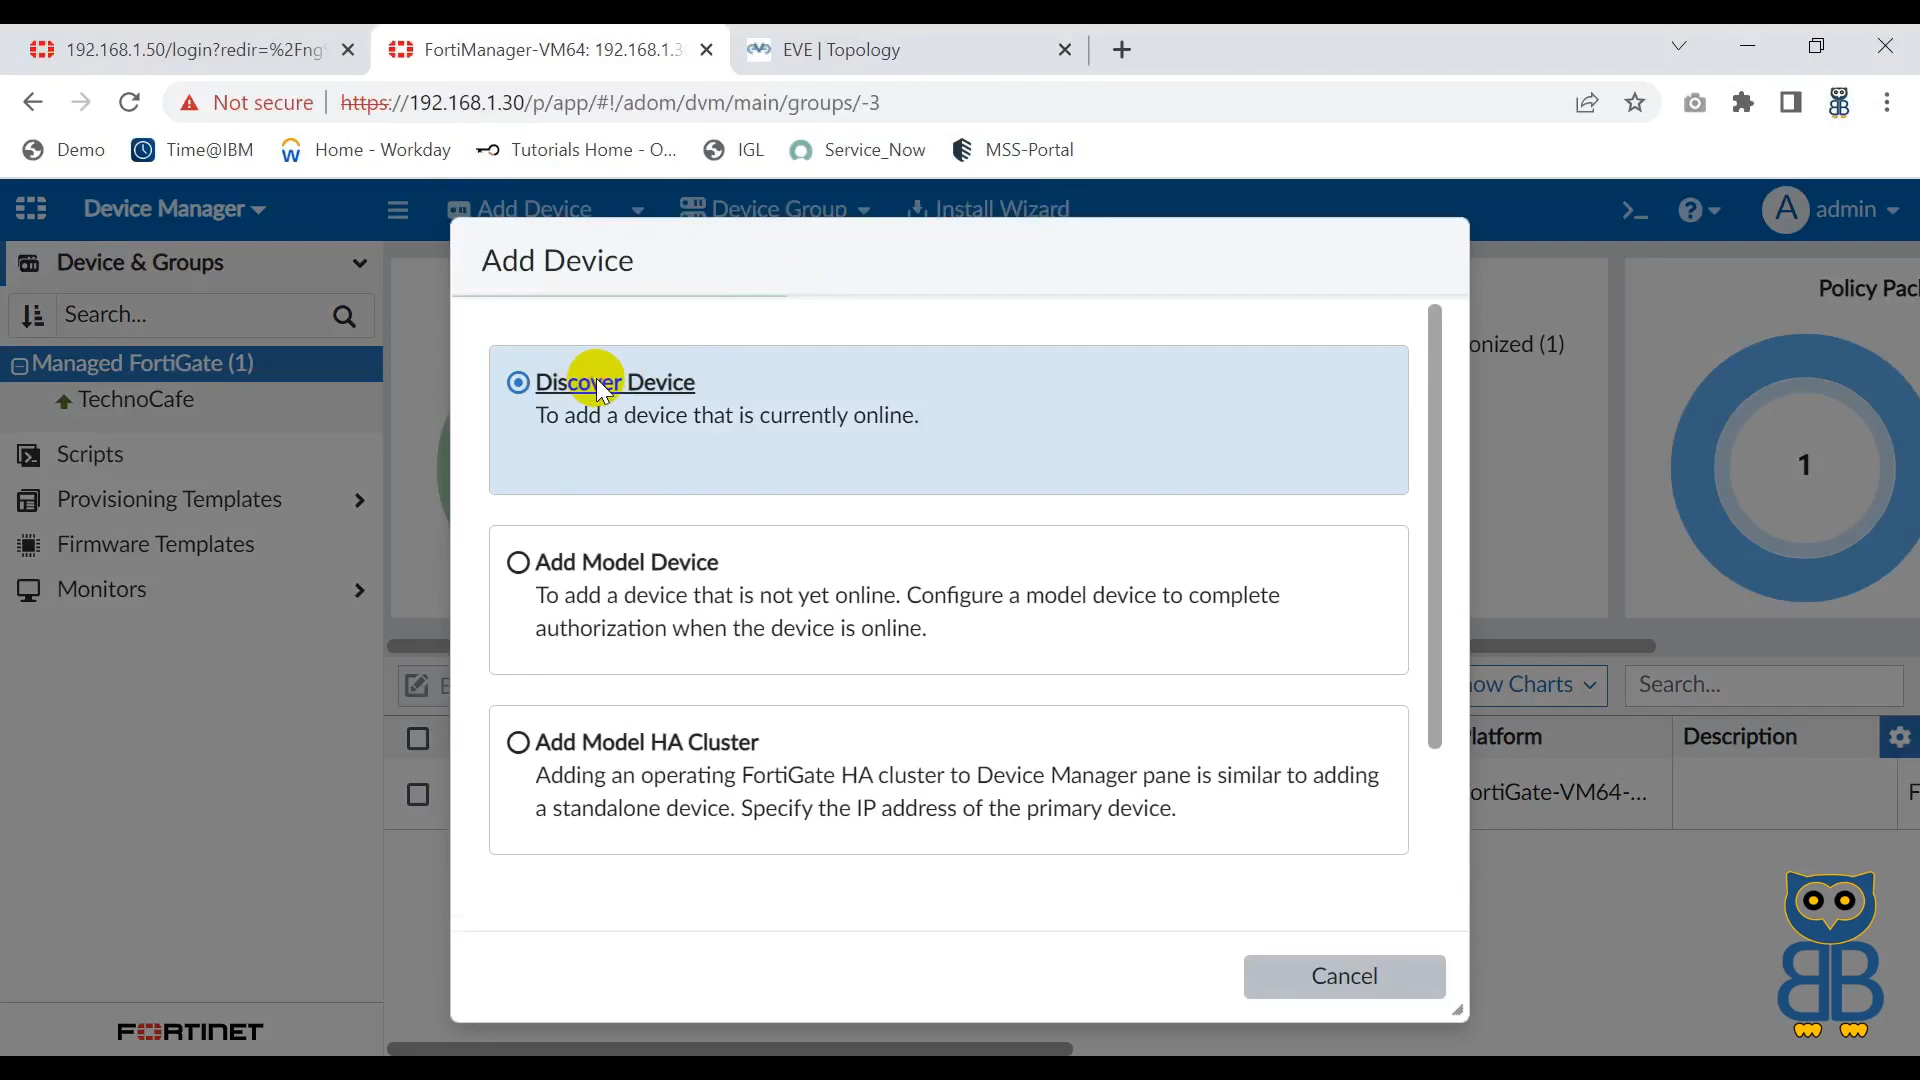 192.168.1.50/login?redir=%2Fng
FortiManager-VM64: 192.168.1.3
EVE | Topology
Not secure
https://192.168.1.30/p/app/#!/adom/dvm/main/groups/-3
Demo
Time@IBM
Home - Workday
Tutorials Home - O...
IGL
Service_Now
MSS-Portal
Device Manager
Add Device
Device Group
Install Wizard
A
admin
Device & Groups
Search...
Managed FortiGate (1)
TechnoCafe
Scripts
Provisioning Templates
Firmware Templates
Monitors
FORTINET
Add Device
Discover Device
To add a device that is currently online.
Add Model Device
To add a device that is not yet online. Configure a model device to complete
authorization when the device is online.
Add Model HA Cluster
Adding an operating FortiGate HA cluster to Device Manager pane is similar to adding
a standalone device. Specify the IP address of the primary device.
Cancel
Policy Pac
onized (1)
1
ow Charts
Search...
latform
Description
ortiGate-VM64-...
F
BB